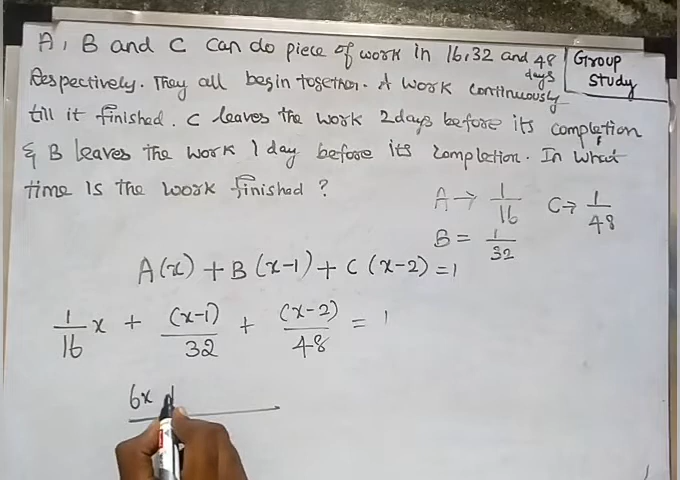 A, B and C can do piece of work in 16,32 and 48 days
Respectively. They all begin together. A work continuously
till it finished. C leaves the work 2days before its completion
& B leaves the work 1 day before its completion. In what
time is the work finished ?
Group
Study
A → 1/16 C → 1/48
B = 1/32
A(x) + B(x-1) + C(x-2) = 1
1/16 x + (x-1)/32 + (x-2)/48 = 1
6x